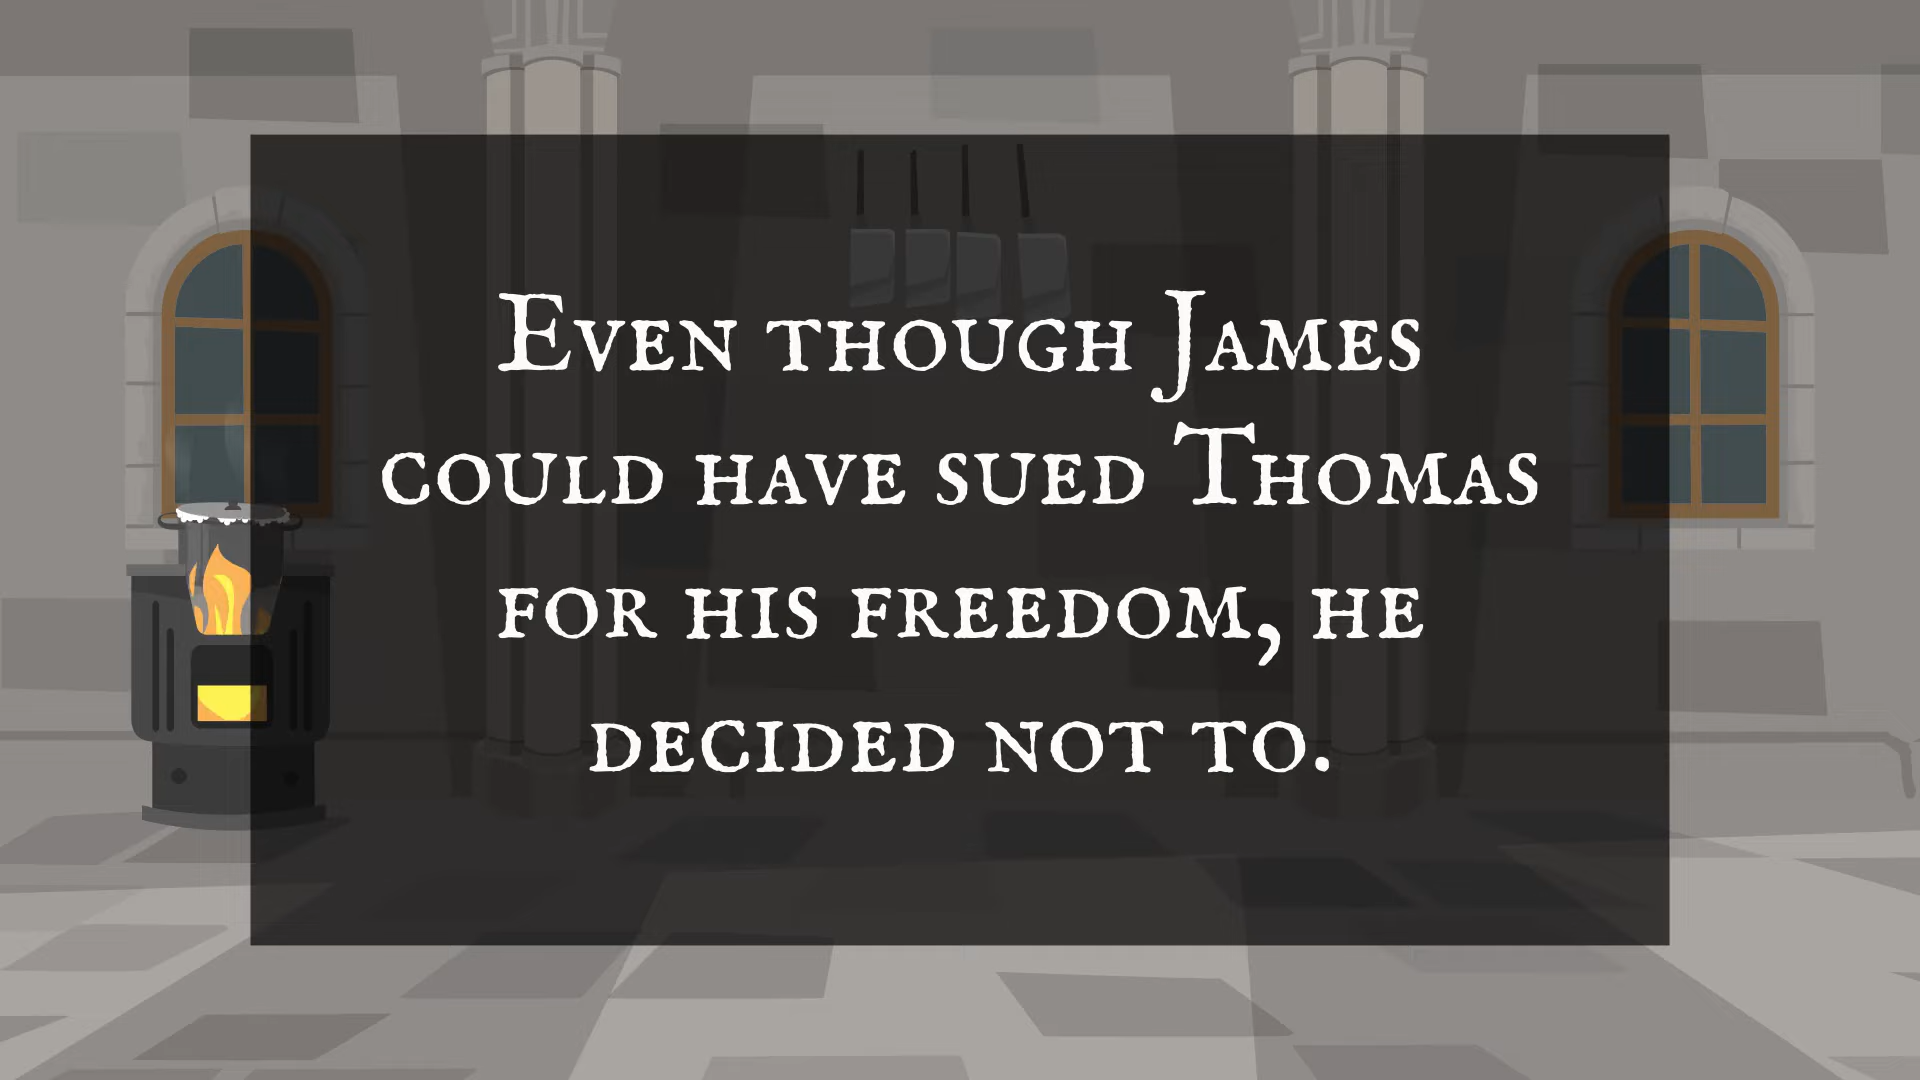 Even though James
could have sued Thomas
for his freedom, he
decided not to.